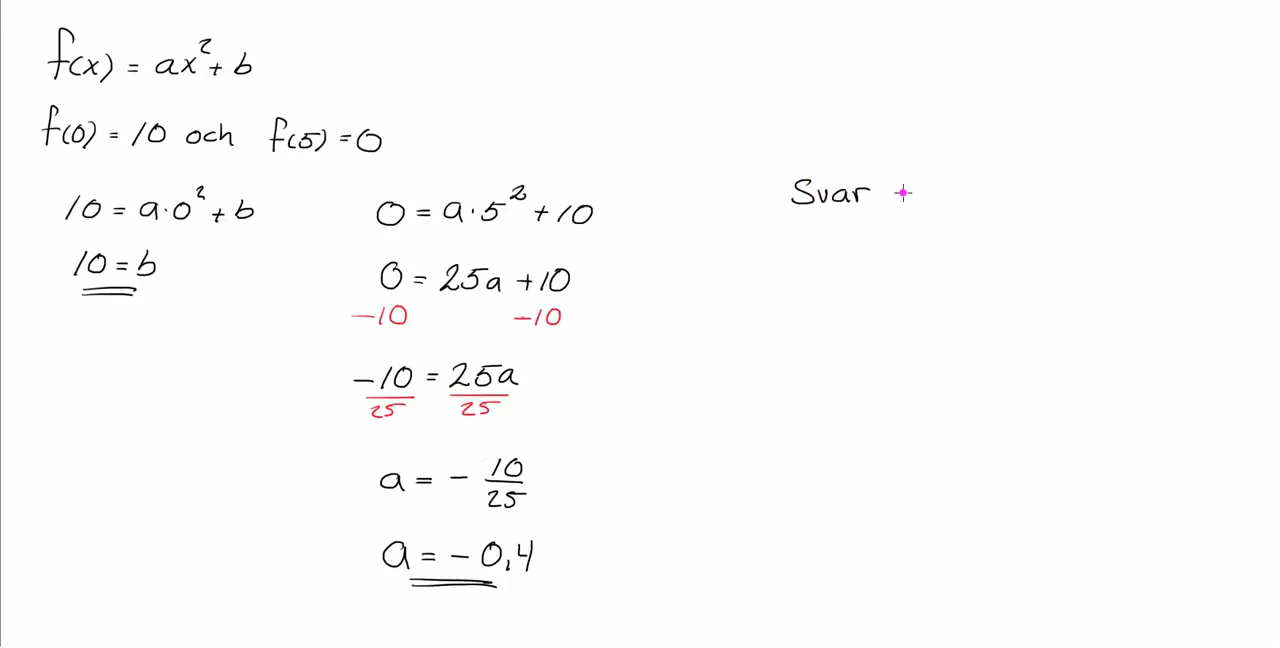 f(x) = ax² + b
f(0) = 10 och f(5) = 0
10 = a·0² + b
10 = b
0 = a·5² + 10
0 = 25a + 10
-10 -10
-10 = 25a
25 25
a = - 10/25
a = - 0,4
Svar